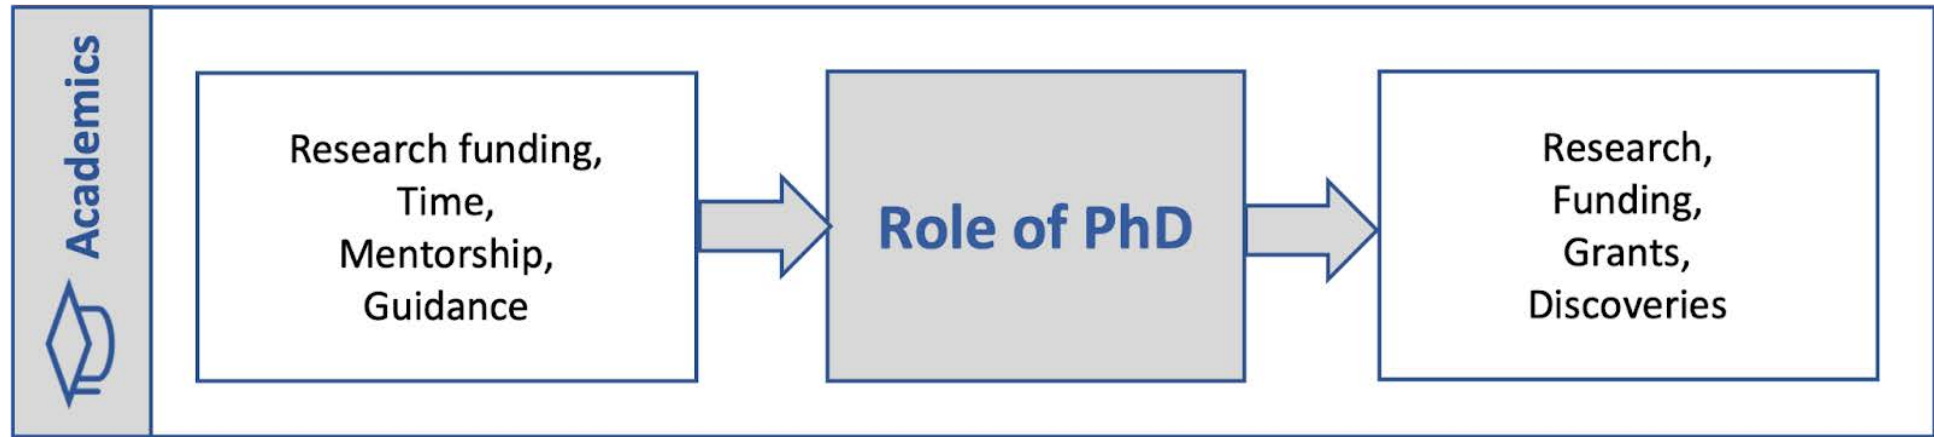 Academics
Research funding,
Time,
Mentorship,
Guidance
Role of PhD
Research,
Funding,
Grants,
Discoveries